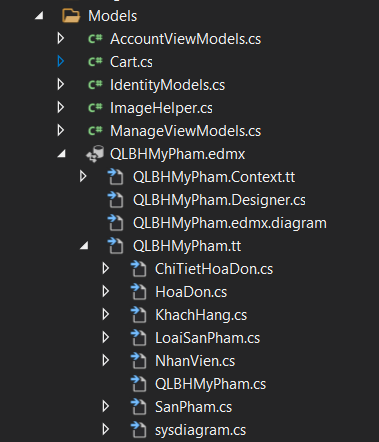 Models
C# AccountViewModels.cs
C# Cart.cs
C# IdentityModels.cs
C# ImageHelper.cs
C# ManageViewModels.cs
QLBHMyPham.edmx
QLBHMyPham.Context.tt
QLBHMyPham.Designer.cs
QLBHMyPham.edmx.diagram
QLBHMyPham.tt
ChiTietHoaDon.cs
HoaDon.cs
KhachHang.cs
LoaiSanPham.cs
NhanVien.cs
QLBHMyPham.cs
SanPham.cs
sysdiagram.cs